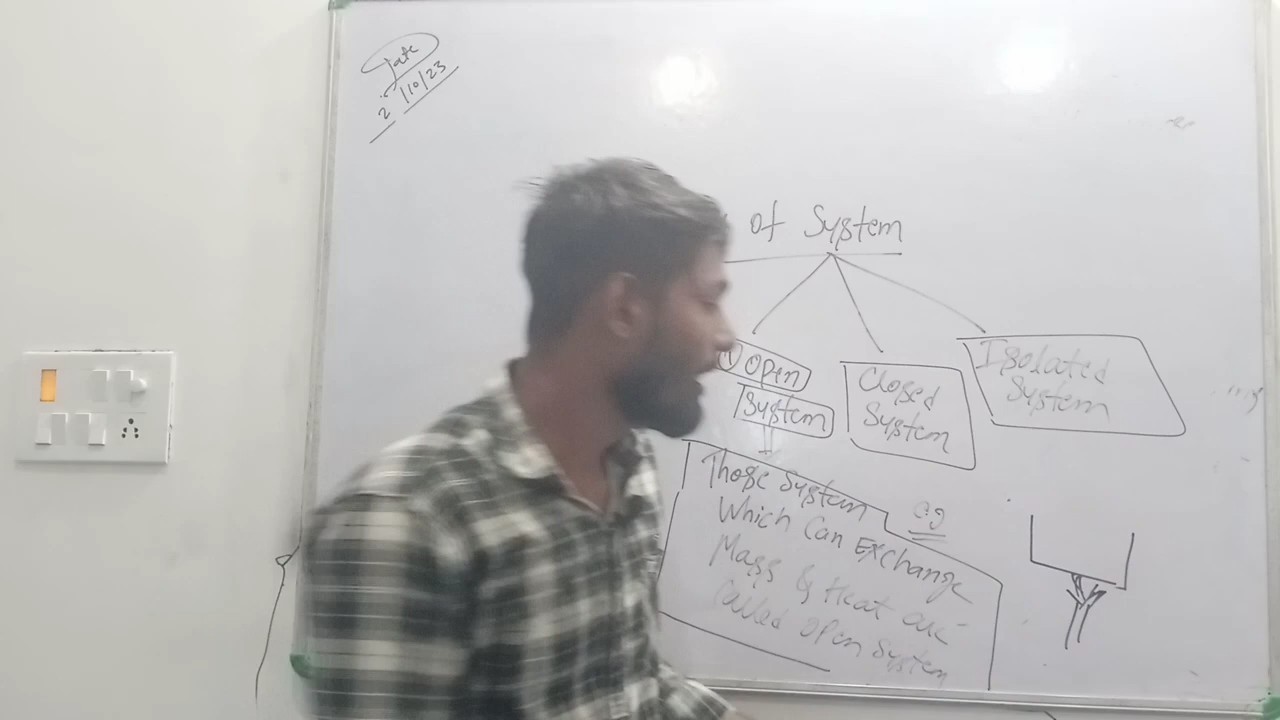 Date
2/10/23
of System
① Open
System
Closed
System
Isolated
System
Those System
Which Can Exchange
Mass & Heat are
Called Open System
e.g